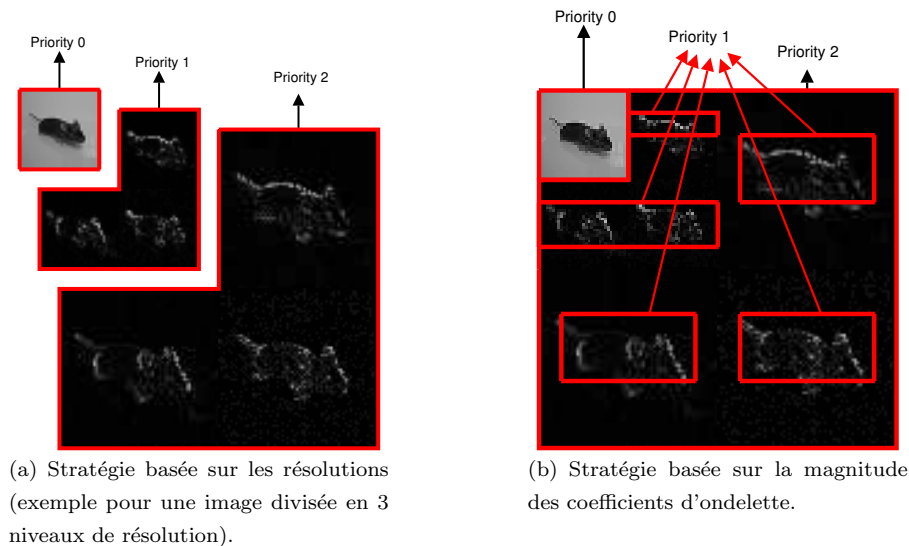 Priority 0
Priority 1
Priority 2
(a) Stratégie basée sur les résolutions
(exemple pour une image divisée en 3
niveaux de résolution).
Priority 0
Priority 1
Priority 2
(b) Stratégie basée sur la magnitude
des coefficients d'ondelette.